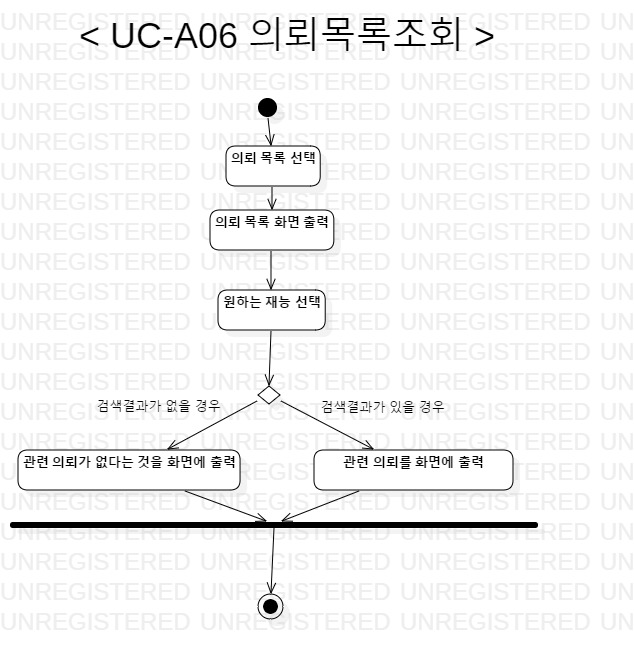 < UC-A06 의뢰목록조회 >
의뢰 목록 선택
의뢰 목록 화면 출력
원하는 재능 선택
검색결과가 없을 경우
검색결과가 있을 경우
관련 의뢰가 없다는 것을 화면에 출력
관련 의뢰를 화면에 출력
UNREGISTERED